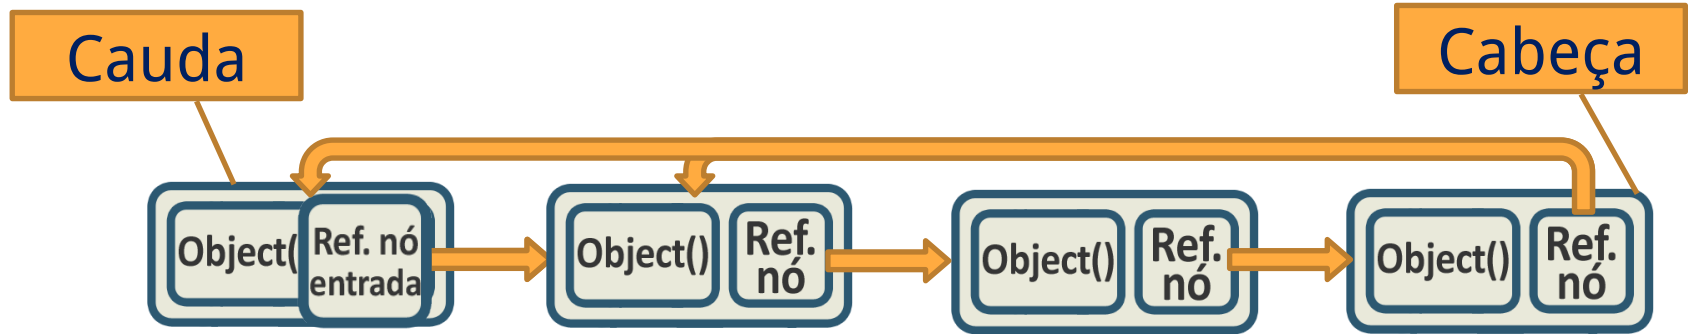 Cauda
Cabeça
Object(
Ref. nó
entrada
Object()
Ref.
nó
Object()
Ref.
nó
Object()
Ref.
nó